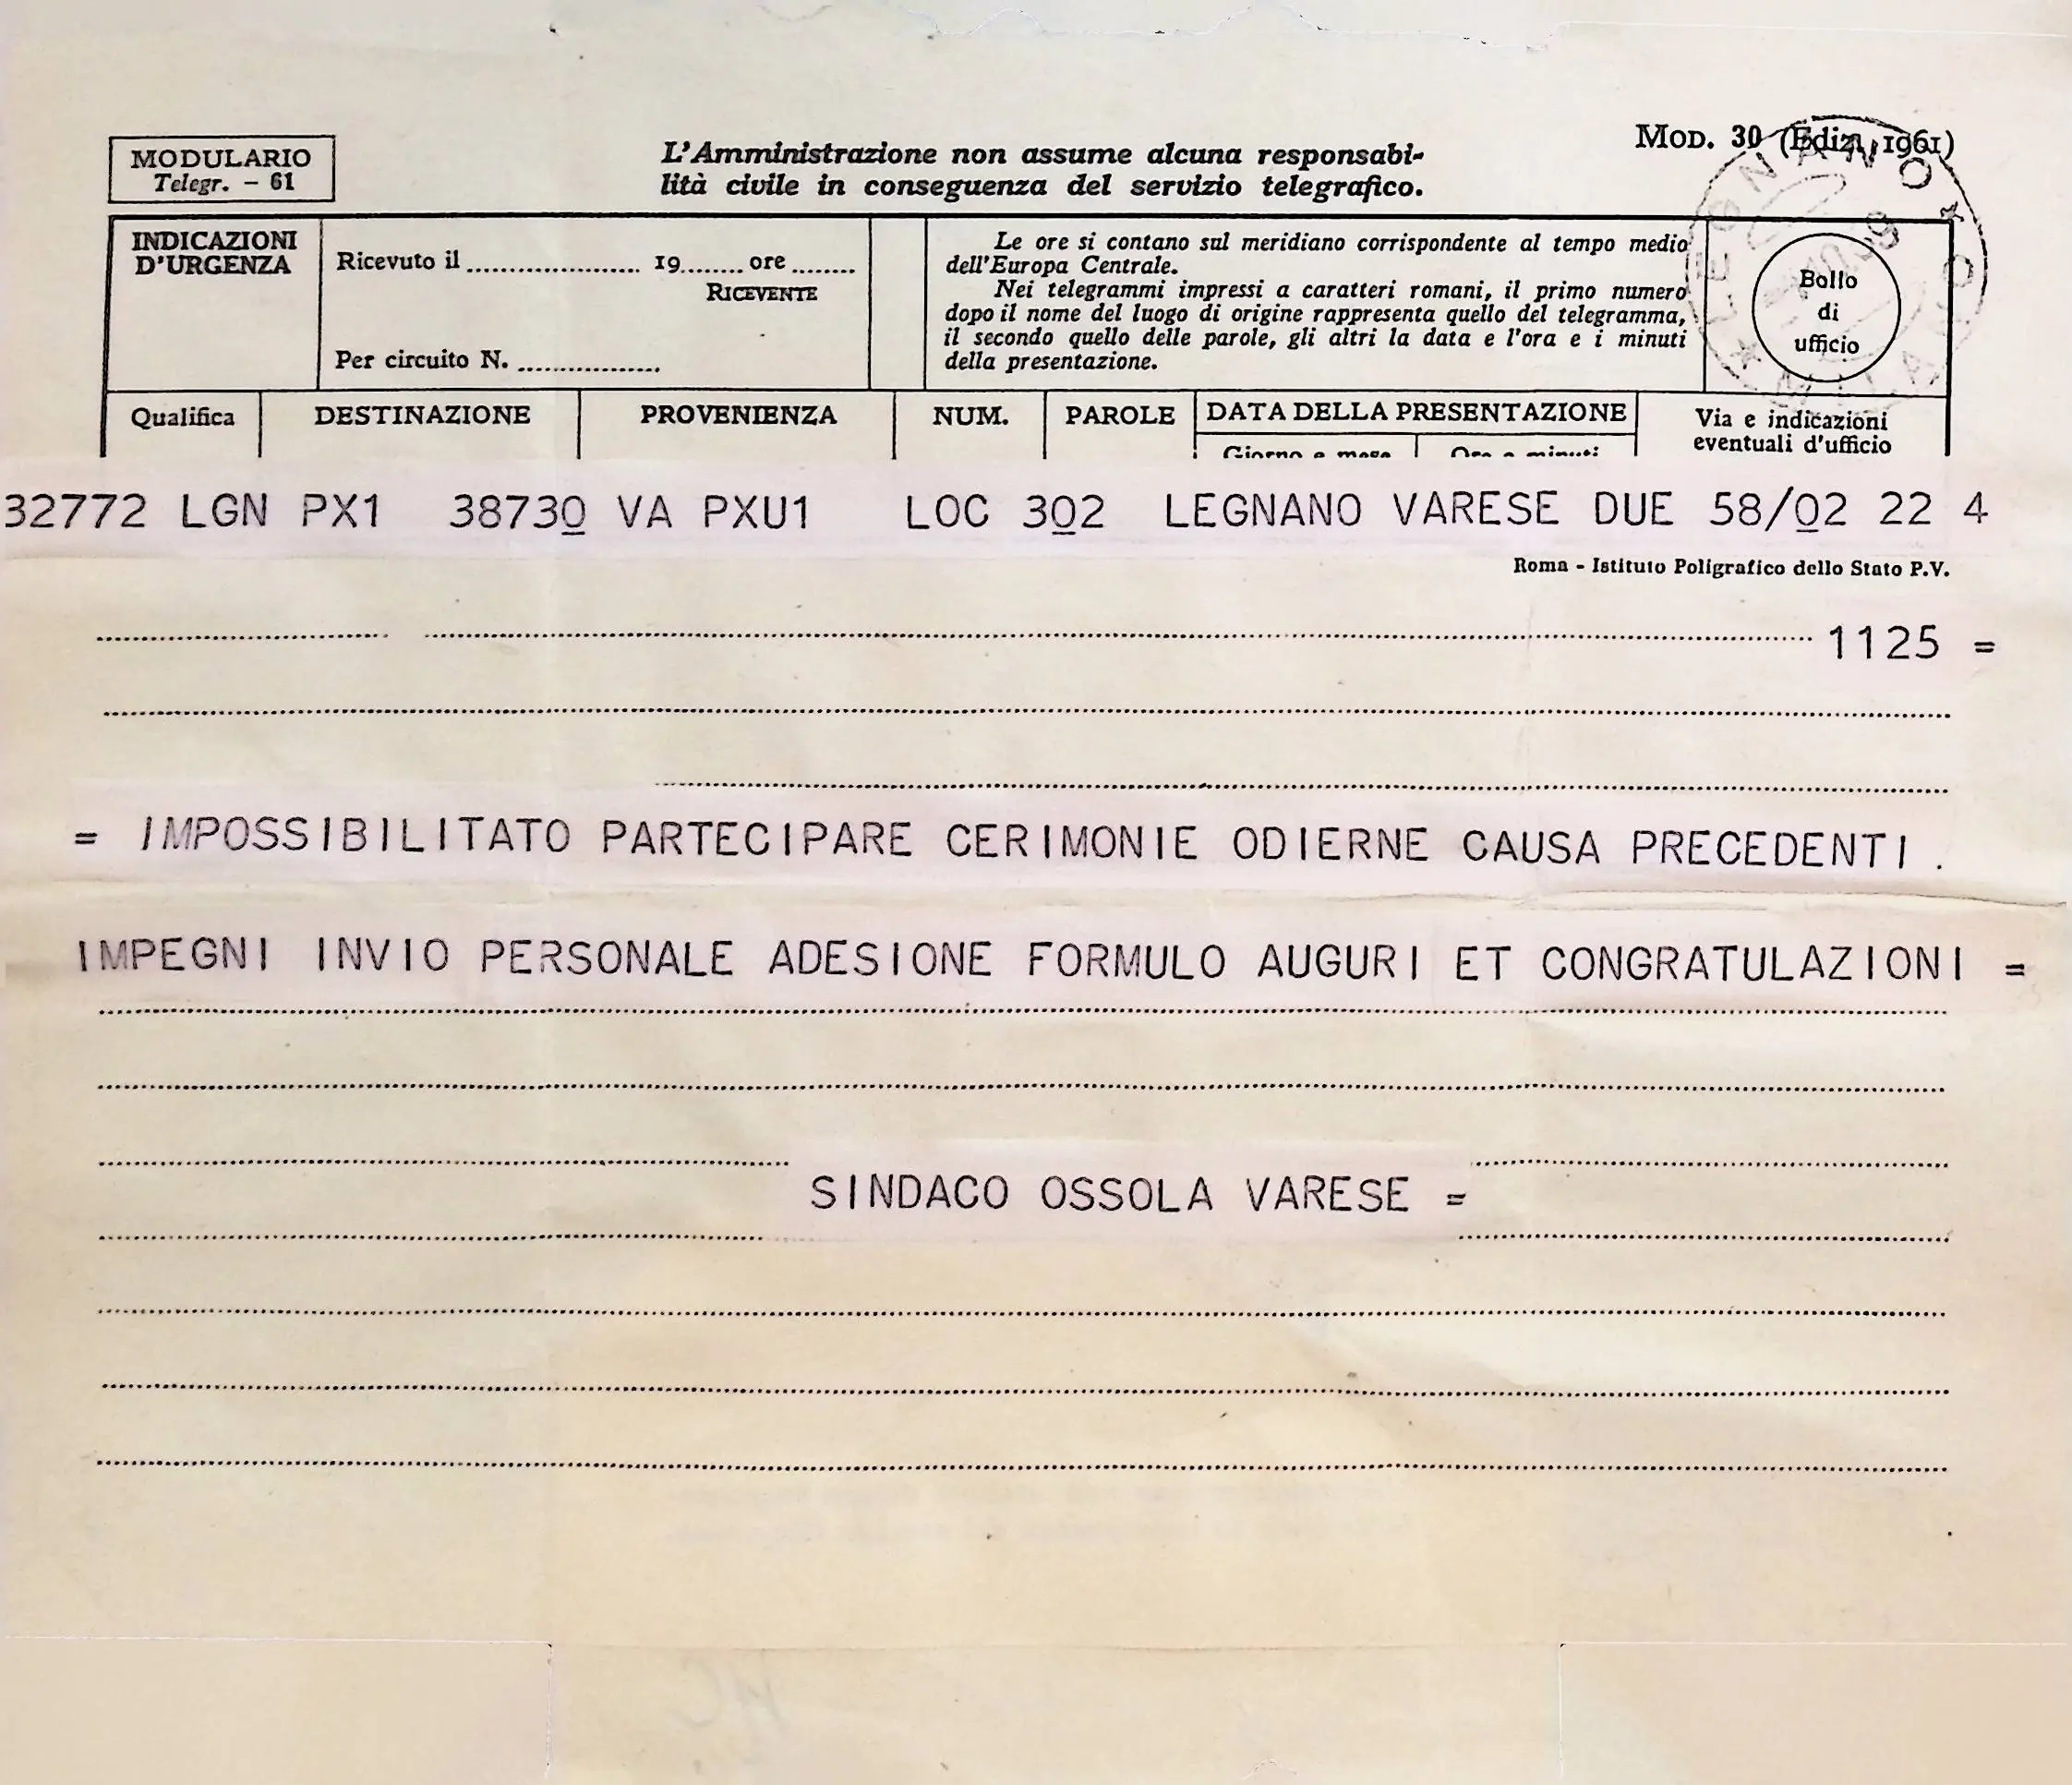 MODULARIO
Telegr. – 61
L'Amministrazione non assume alcuna responsabi-
lità civile in conseguenza del servizio telegrafico.
MOD. 30 (Ediz. 1961)
INDICAZIONI
D'URGENZA
Ricevuto il ........ 19........ ore ........
RICEVENTE
Per circuito N. ........
Le ore si contano sul meridiano corrispondente al tempo medio
dell'Europa Centrale.
Nei telegrammi impressi a caratteri romani, il primo numero
dopo il nome del luogo di origine rappresenta quello del telegramma,
il secondo quello delle parole, gli altri la data e l'ora e i minuti
della presentazione.
LEGNANO
Bollo
di
ufficio
Qualifica
DESTINAZIONE
PROVENIENZA
NUM.
PAROLE
DATA DELLA PRESENTAZIONE
Giorno e mese
Ore e minuti
Via e indicazioni
eventuali d'ufficio
32772 LGN PX1 38730 VA PXU1 LOC 302 LEGNANO VARESE DUE 58/02 22 4
Roma - Istituto Poligrafico dello Stato P.V.
1125 =
= IMPOSSIBILITATO PARTECIPARE CERIMONIE ODIERNE CAUSA PRECEDENTI .
IMPEGNI INVIO PERSONALE ADESIONE FORMULO AUGURI ET CONGRATULAZIONI =
SINDACO OSSOLA VARESE =